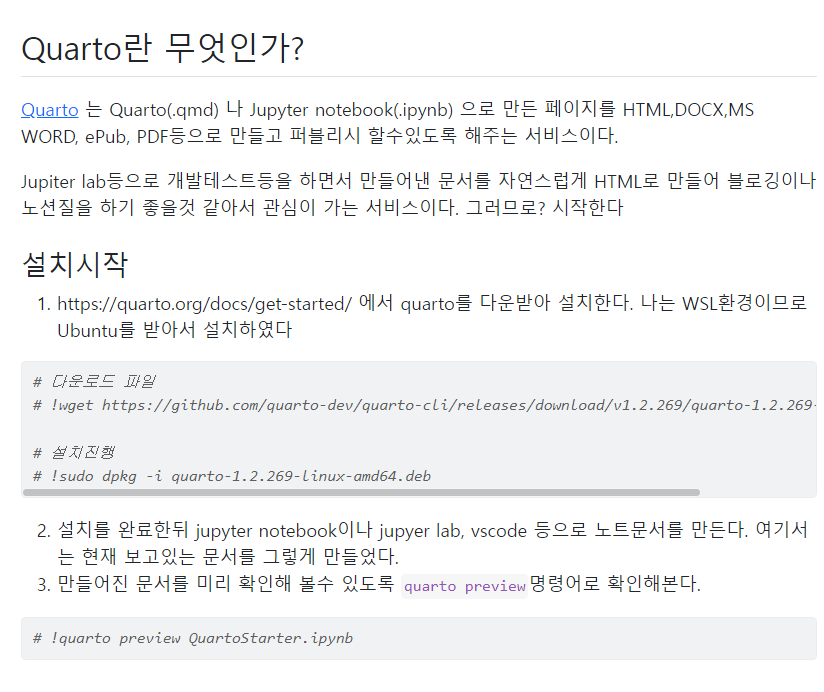 Quarto란 무엇인가?
Quarto 는 Quarto(.qmd) 나 Jupyter notebook(.ipynb) 으로 만든 페이지를 HTML,DOCX,MS
WORD, ePub, PDF등으로 만들고 퍼블리시 할수있도록 해주는 서비스이다.
Jupiter lab등으로 개발테스트등을 하면서 만들어낸 문서를 자연스럽게 HTML로 만들어 블로깅이나
노션질을 하기 좋을것 같아서 관심이 가는 서비스이다. 그러므로? 시작한다
설치시작
1. https://quarto.org/docs/get-started/ 에서 quarto를 다운받아 설치한다. 나는 WSL환경이므로
Ubuntu를 받아서 설치하였다
# 다운로드 파일
# !wget https://github.com/quarto-dev/quarto-cli/releases/download/v1.2.269/quarto-1.2.269-
# 설치진행
# !sudo dpkg -i quarto-1.2.269-linux-amd64.deb
2. 설치를 완료한뒤 jupyter notebook이나 jupyer lab, vscode 등으로 노트문서를 만든다. 여기서
는 현재 보고있는 문서를 그렇게 만들었다.
3. 만들어진 문서를 미리 확인해 볼수 있도록 quarto preview 명령어로 확인해본다.
# !quarto preview QuartoStarter.ipynb